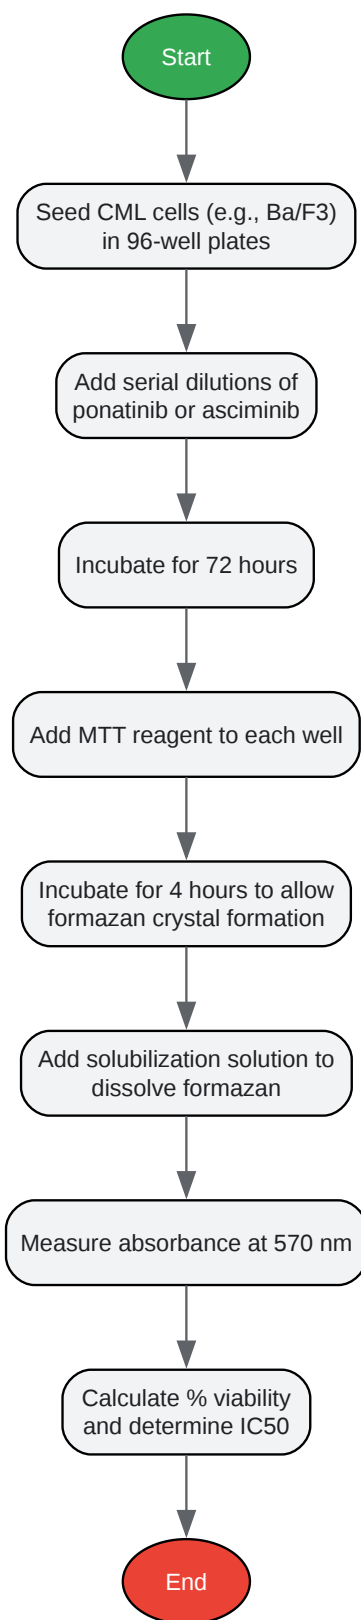 Start
Seed CML cells (e.g., Ba/F3)
in 96-well plates
Add serial dilutions of
ponatinib or asciminib
Incubate for 72 hours
Add MTT reagent to each well
Incubate for 4 hours to allow
formazan crystal formation
Add solubilization solution to
dissolve formazan
Measure absorbance at 570 nm
Calculate % viability
and determine IC50
End